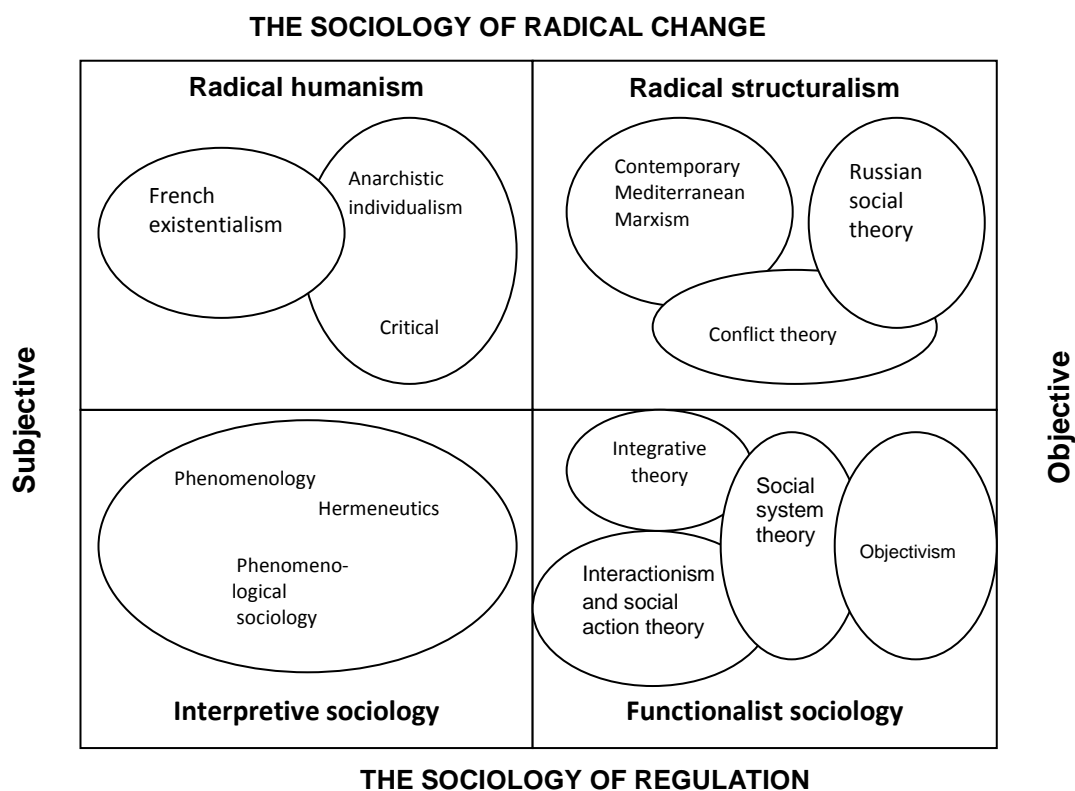 THE SOCIOLOGY OF RADICAL CHANGE
Radical humanism
French
existentialism
Anarchistic
individualism
Critical
Radical structuralism
Contemporary
Mediterranean
Marxism
Russian
social
theory
Conflict theory
Subjective
Objective
Phenomenology
Hermeneutics
Phenomeno-
logical
sociology
Interpretive sociology
Integrative
theory
Social
system
theory
Objectivism
Interactionism
and social
action theory
Functionalist sociology
THE SOCIOLOGY OF REGULATION